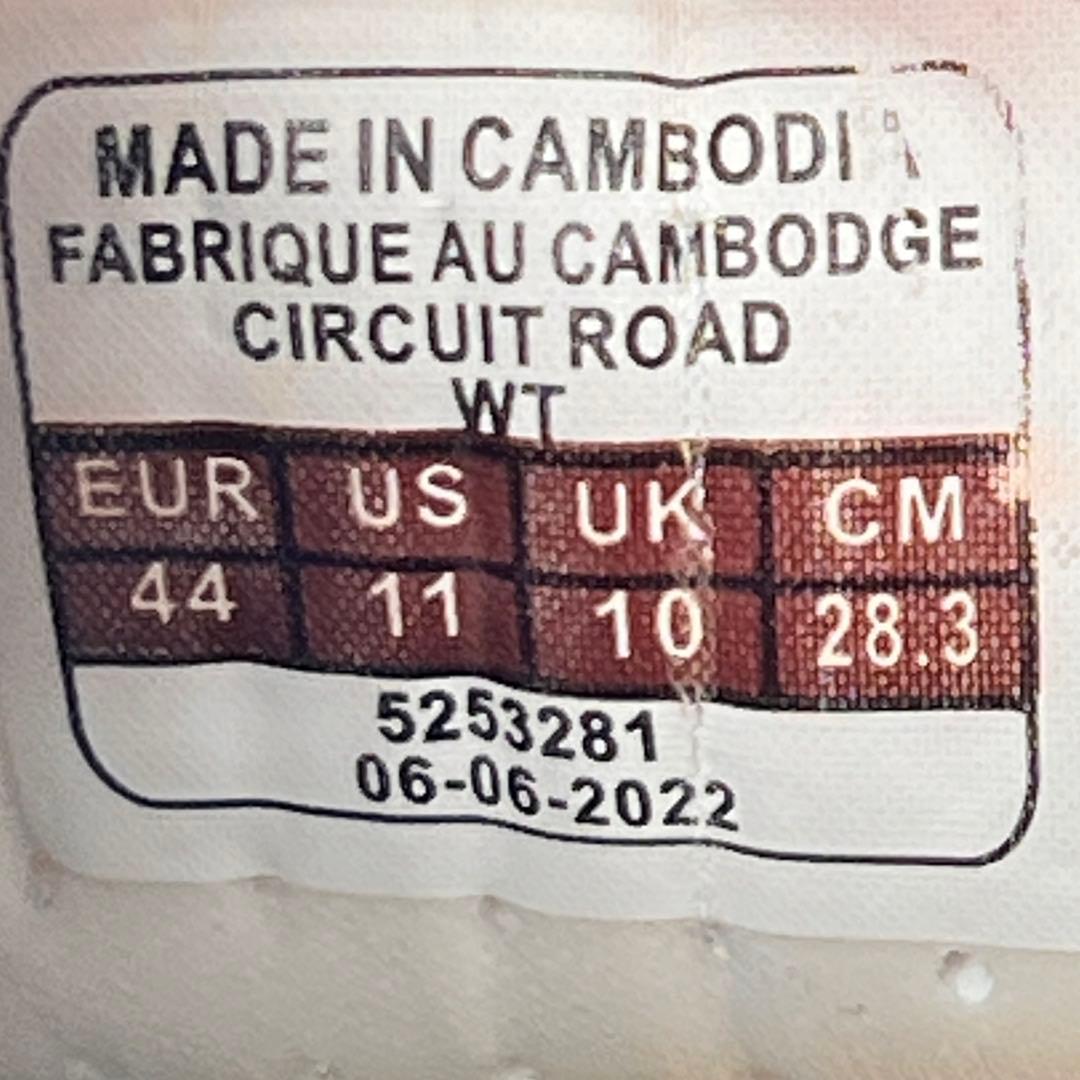 MADE IN CAMBODIA
FABRIQUE AU CAMBODGE
CIRCUIT ROAD
WT
EUR US UK CM
44 11 10 28.3
5253281
06-06-2022